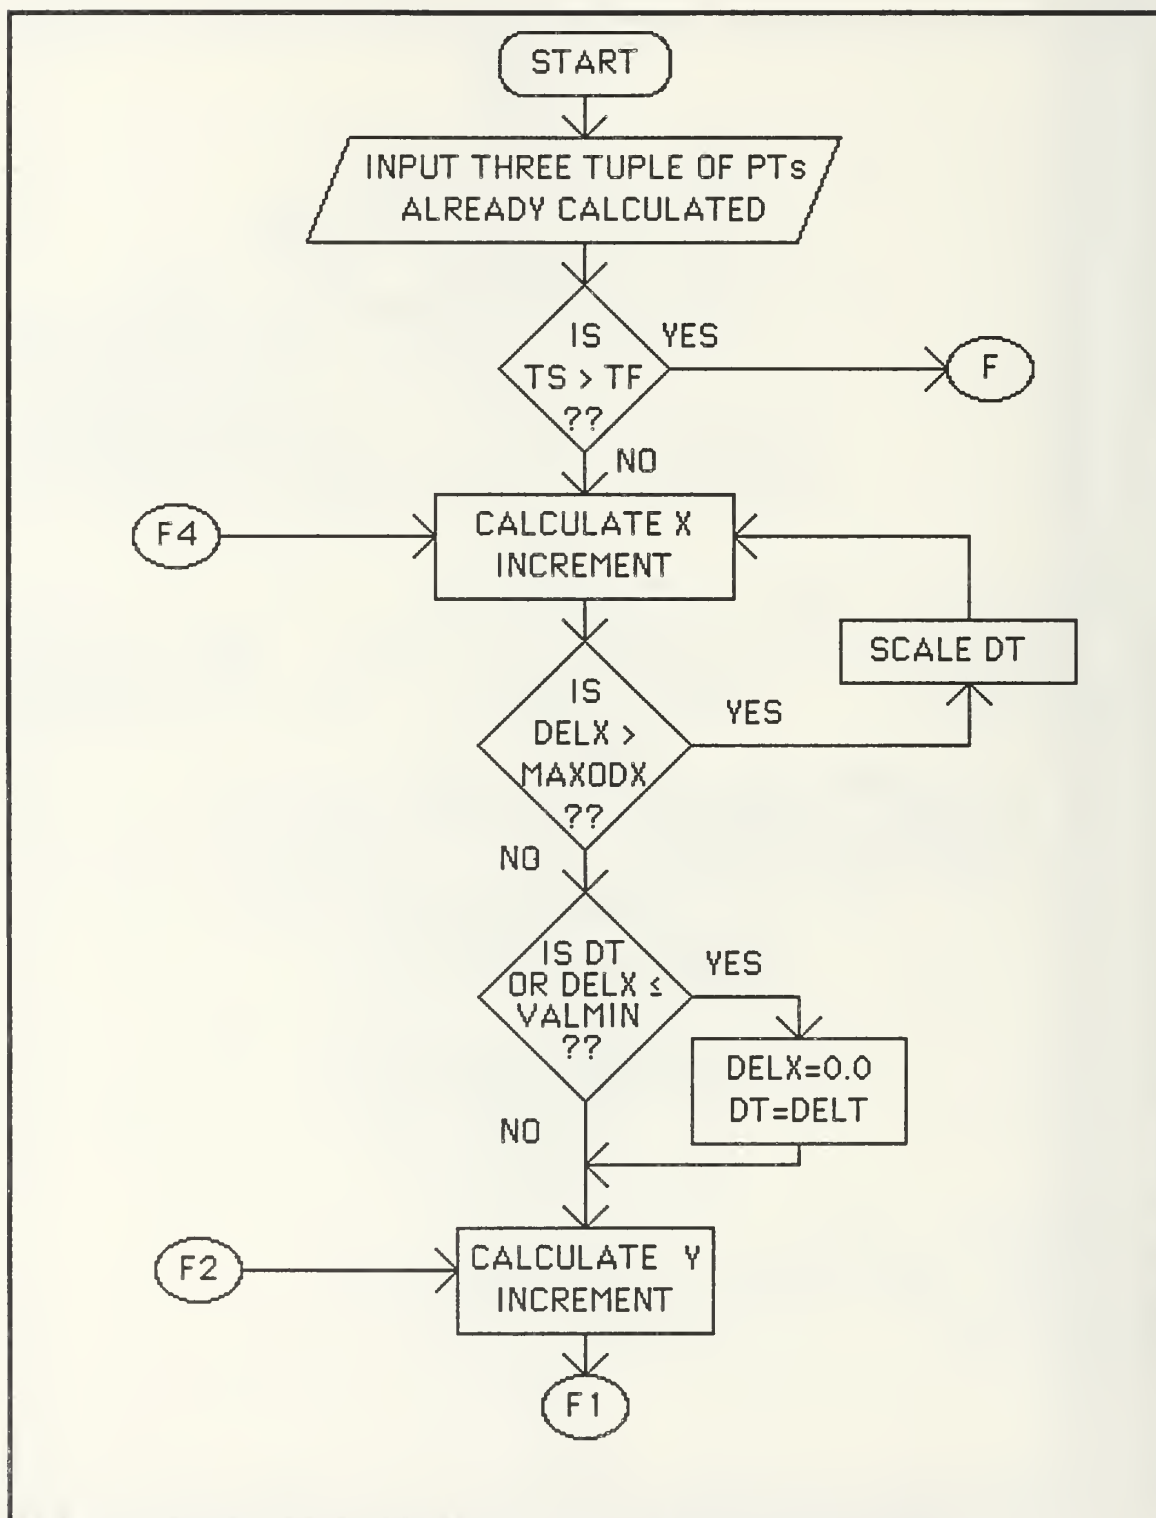 START
INPUT THREE TUPLE OF PTs
ALREADY CALCULATED
IS
TS > TF
??
YES
F
NO
F4
CALCULATE X
INCREMENT
SCALE DT
IS
DELX >
MAXODX
??
YES
NO
IS DT
OR DELX ≤
VALMIN
??
YES
DELX=0.0
DT=DELT
NO
F2
CALCULATE Y
INCREMENT
F1